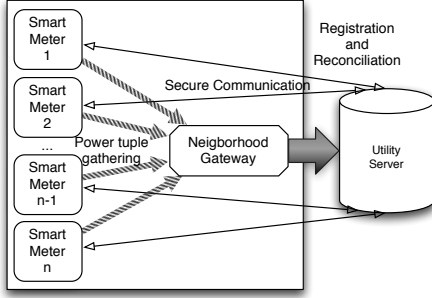 Smart
Meter
1
Registration
and
Reconciliation
Secure Communication
Smart
Meter
2
...
Power tuple
gathering
Neigborhood
Gateway
Utility
Server
Smart
Meter
n-1
Smart
Meter
n